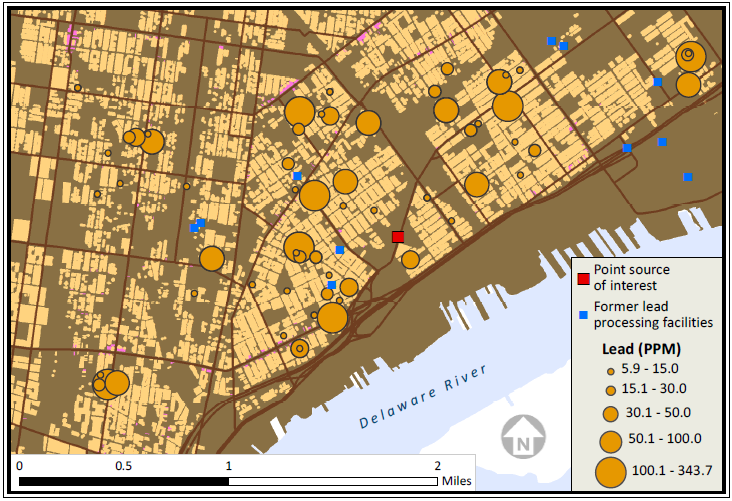 Point source
of interest
Former lead
processing facilities
Lead (PPM)
5.9 - 15.0
15.1 - 30.0
30.1 - 50.0
50.1 - 100.0
100.1 - 343.7
Delaware River
N
0 0.5 1 2
Miles